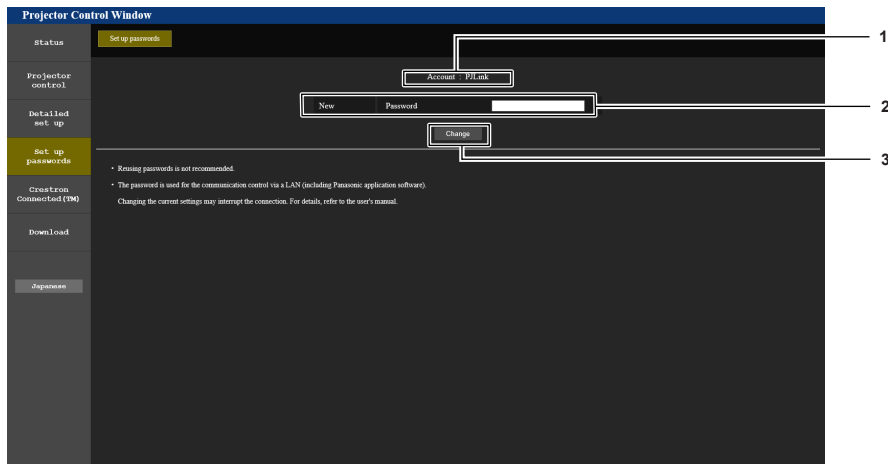 Projector Control Window
Status
Set up passwords
1
Projector
control
Account : PJLink
New Password
2
Detailed
set up
Change
3
Set up
passwords
• Reusing passwords is not recommended.
• The password is used for the communication control via a LAN (including Panasonic application software).
Changing the current settings may interrupt the connection. For details, refer to the user's manual.
Crestron
Connected(TM)
Download
Japanese